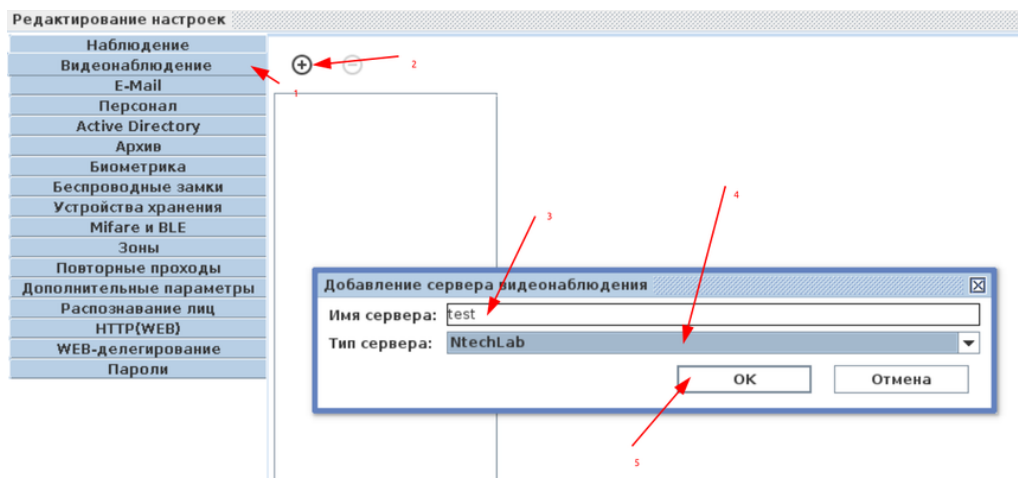 Редактирование настроек
Наблюдение
Видеонаблюдение
E-Mail
Персонал
Active Directory
Архив
Биометрика
Беспроводные замки
Устройства хранения
Mifare и BLE
Зоны
Повторные проходы
Дополнительные параметры
Распознавание лиц
HTTP(WEB)
WEB-делегирование
Пароли
1
2
3
4
Добавление сервера видеонаблюдения
Имя сервера: test
Тип сервера: NtechLab
OK Отмена
5